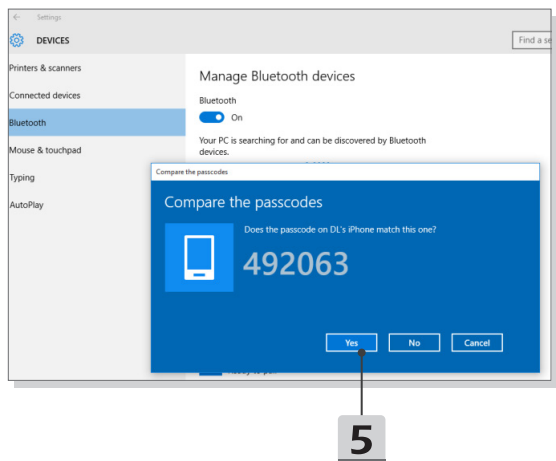 ← Settings
DEVICES
Find a se
Printers & scanners
Connected devices
Bluetooth
Mouse & touchpad
Typing
AutoPlay
Manage Bluetooth devices
Bluetooth
On
Your PC is searching for and can be discovered by Bluetooth
devices.
Compare the passcodes
Compare the passcodes
Does the passcode on DL's iPhone match this one?
492063
Yes No Cancel
5